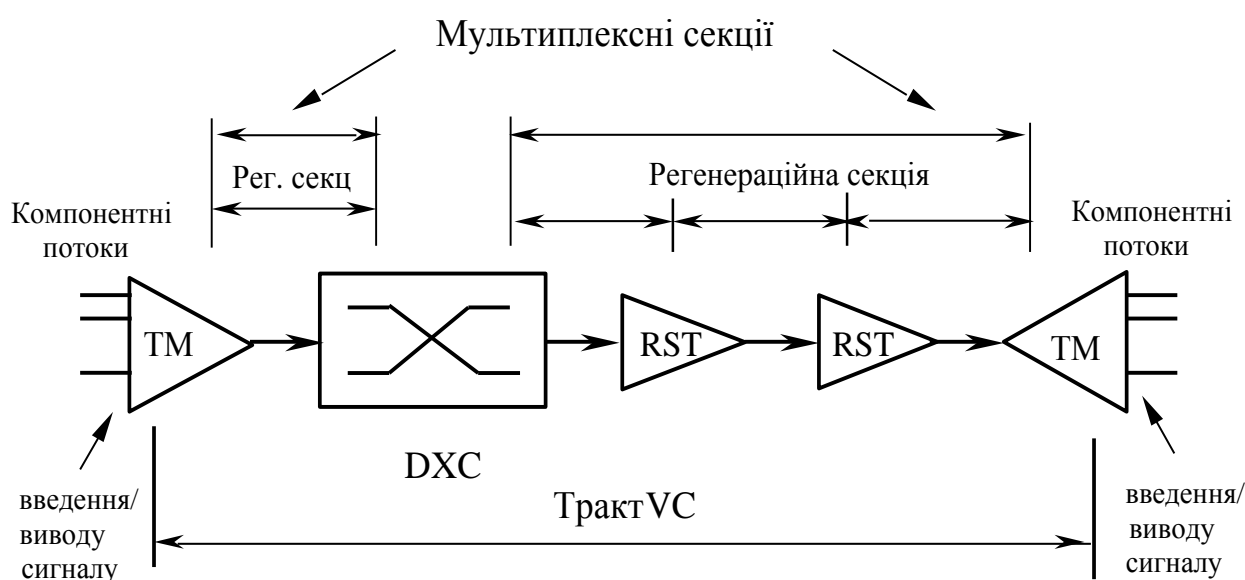 Мультиплексні секції
Рег. секц
Регенераційна секція
Компонентні
потоки
Компонентні
потоки
TM
RST
RST
TM
DXC
ТрактVC
введення/
виводу
сигналу
введення/
виводу
сигналу